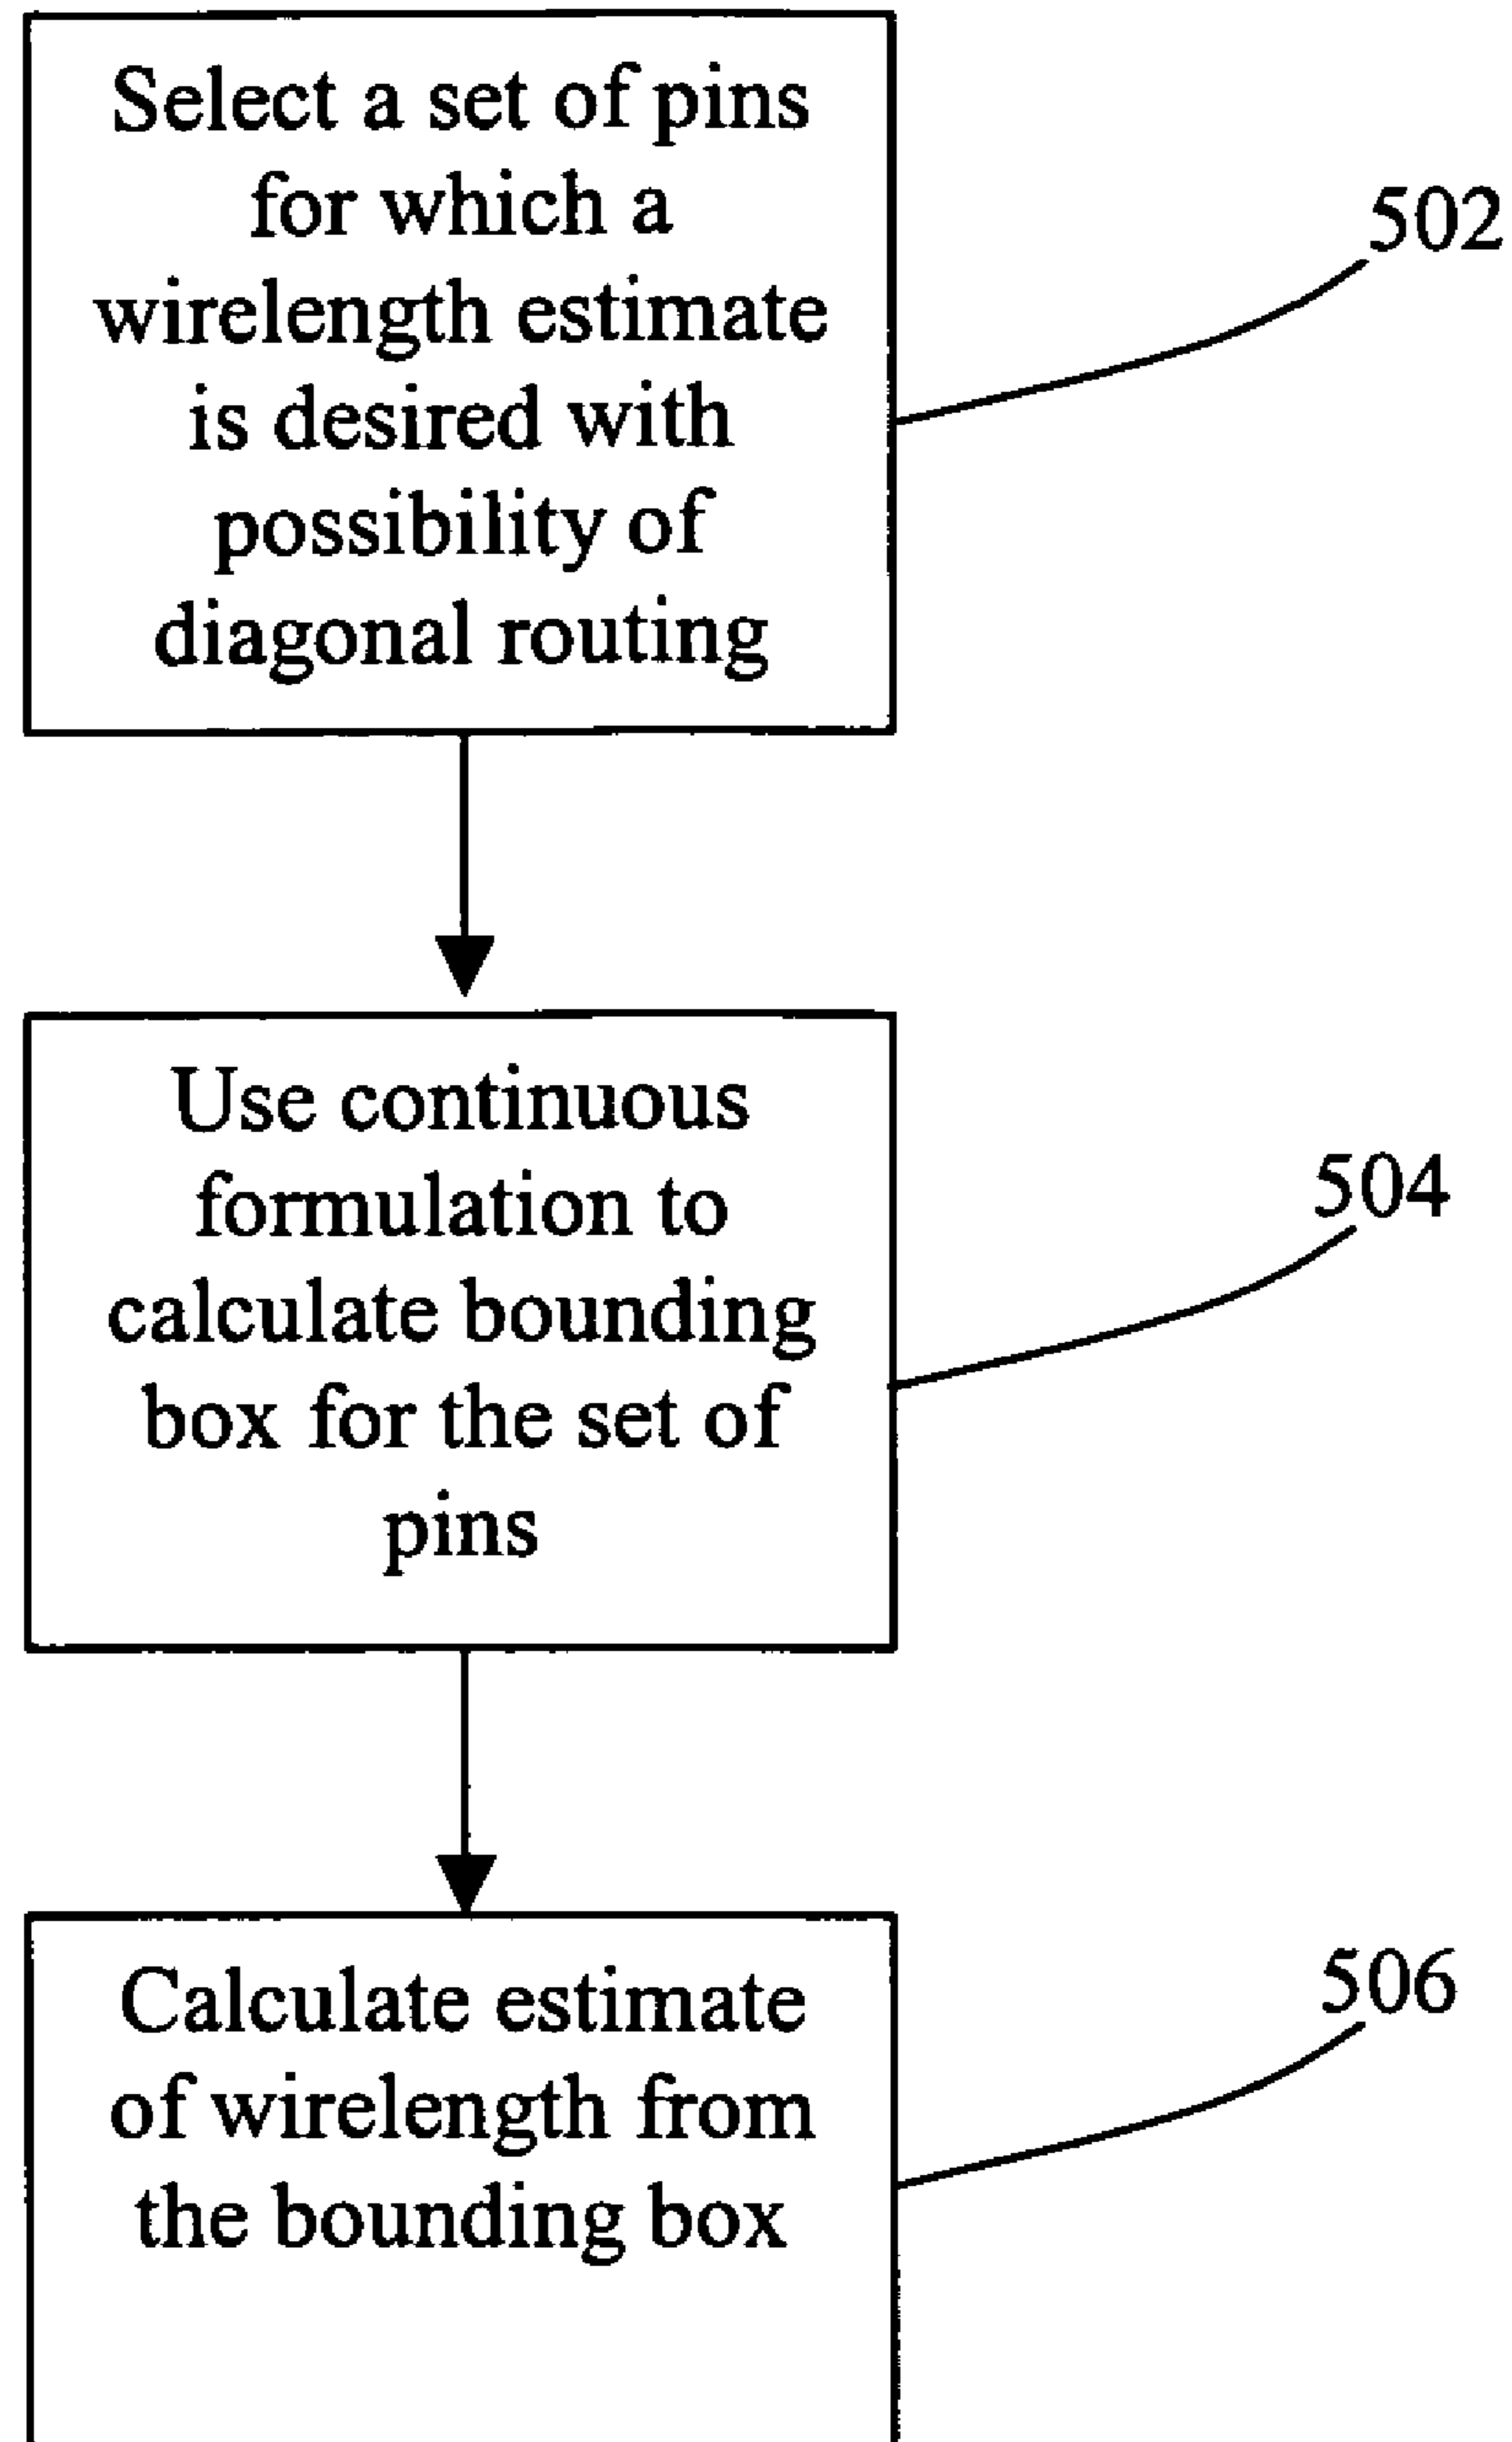 Select a set of pins
for which a
wirelength estimate
is desired with
possibility of
diagonal routing
502
Use continuous
formulation to
calculate bounding
box for the set of
pins
504
Calculate estimate
of wirelength from
the bounding box
506